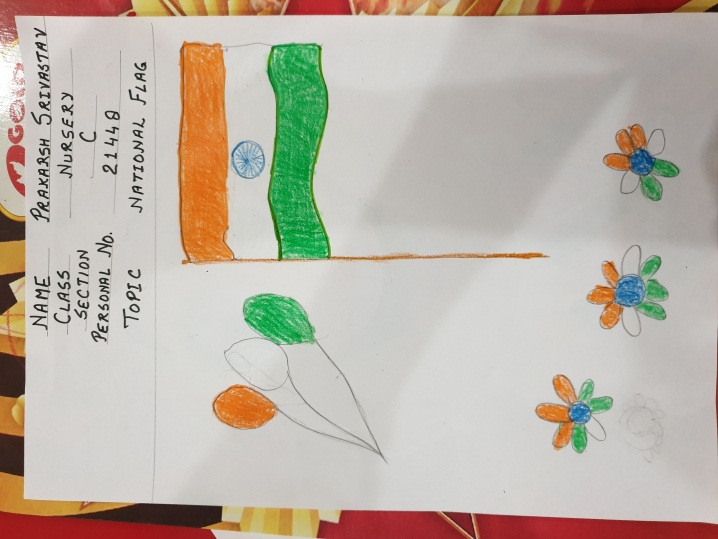 NAME PRAKARSH SRIVASTAV
CLASS NURSERY
SECTION C
PERSONAL NO. 21448
TOPIC NATIONAL FLAG